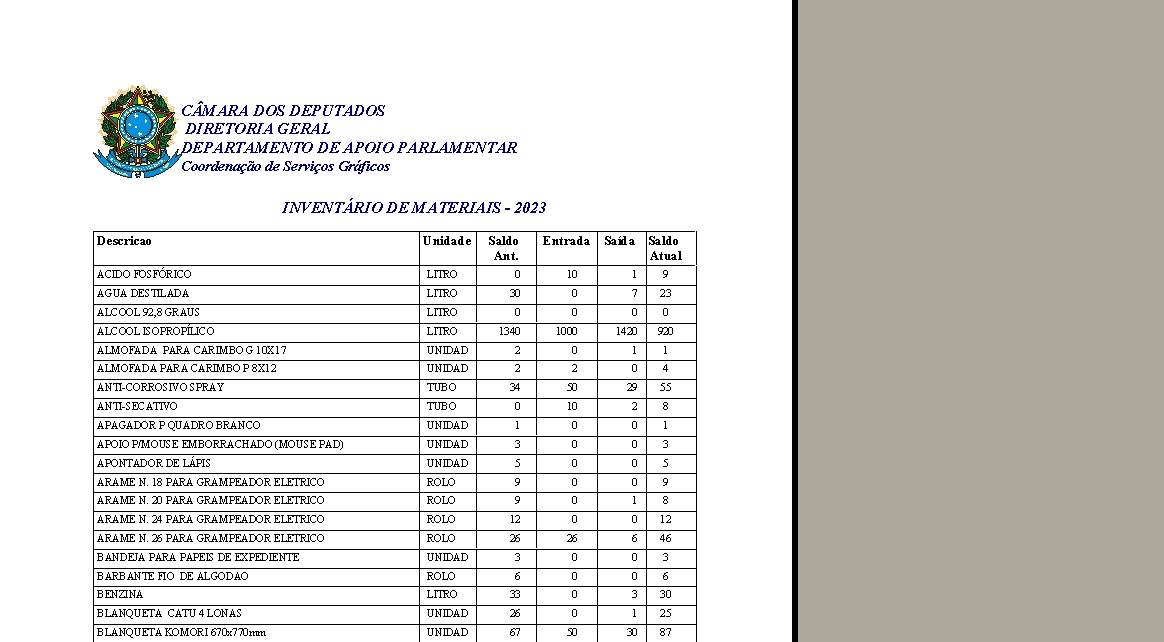 CÂMARA DOS DEPUTADOS
DIRETORIA GERAL
DEPARTAMENTO DE APOIO PARLAMENTAR
Coordenação de Serviços Gráficos
INVENTÁRIO DE MATERIAIS - 2023
Descricao Unidade Saldo Ant. Entrada Saída Saldo Atual
ACIDO FOSFÓRICO LITRO 0 10 1 9
AGUA DESTILADA LITRO 30 0 7 23
ALCOOL 92,8 GRAUS LITRO 0 0 0 0
ALCOOL ISOPROPÍLICO LITRO 1340 1000 1420 920
ALMOFADA PARA CARIMBO G 10X17 UNIDAD 2 0 1 1
ALMOFADA PARA CARIMBO P 8X12 UNIDAD 2 2 0 4
ANTI-CORROSIVO SPRAY TUBO 34 50 29 55
ANTI-SECATIVO TUBO 0 10 2 8
APAGADOR P QUADRO BRANCO UNIDAD 1 0 0 1
APOIO P/MOUSE EMBORRACHADO (MOUSE PAD) UNIDAD 3 0 0 3
APONTADOR DE LÁPIS UNIDAD 5 0 0 5
ARAME N. 18 PARA GRAMPEADOR ELETRICO ROLO 9 0 0 9
ARAME N. 20 PARA GRAMPEADOR ELETRICO ROLO 9 0 1 8
ARAME N. 24 PARA GRAMPEADOR ELETRICO ROLO 12 0 0 12
ARAME N. 26 PARA GRAMPEADOR ELETRICO ROLO 26 26 6 46
BANDEJA PARA PAPEIS DE EXPEDIENTE UNIDAD 3 0 0 3
BARBANTE FIO DE ALGODAO ROLO 6 0 0 6
BENZINA LITRO 33 0 3 30
BLANQUETA CATU 4 LONAS UNIDAD 26 0 1 25
BLANQUETA KOMORI 670x770mm UNIDAD 67 50 30 87